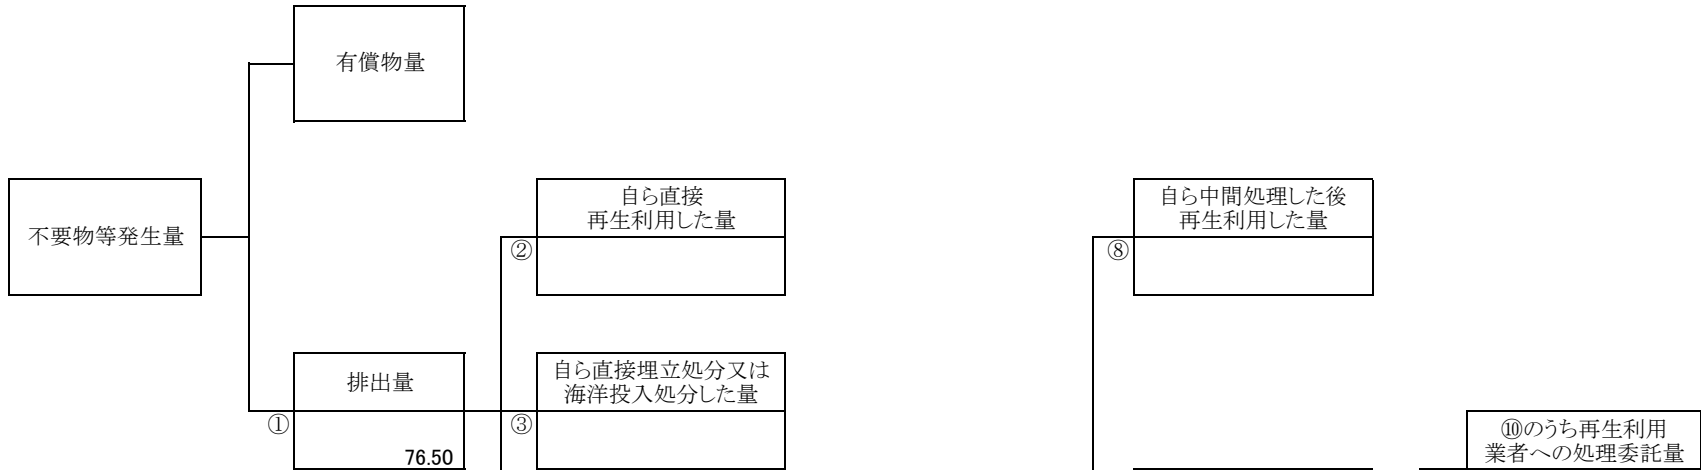 有償物量
不要物等発生量
自ら直接
再生利用した量
②
自ら中間処理した後
再生利用した量
⑧
排出量
①
76.50
自ら直接埋立処分又は
海洋投入処分した量
③
⑩のうち再生利用
業者への処理委託量